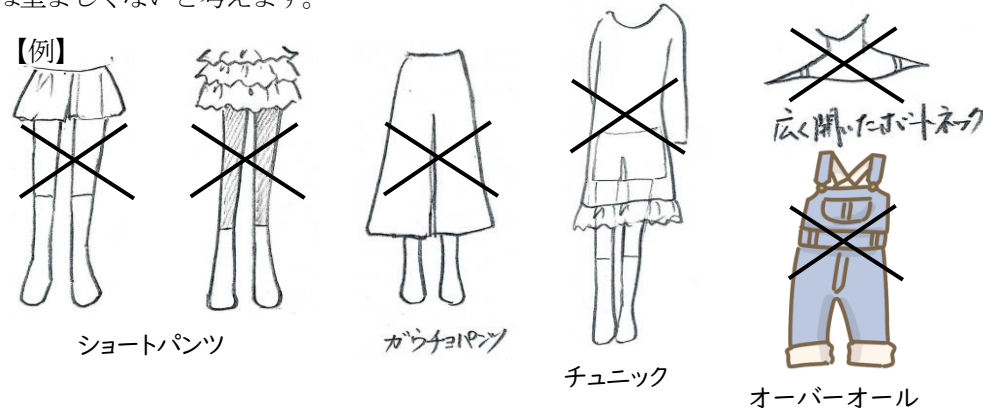 は望ましくないと考えます。
【例】
広く開いたボートネック
ショートパンツ
ガウチョパンツ
チュニック
オーバーオール